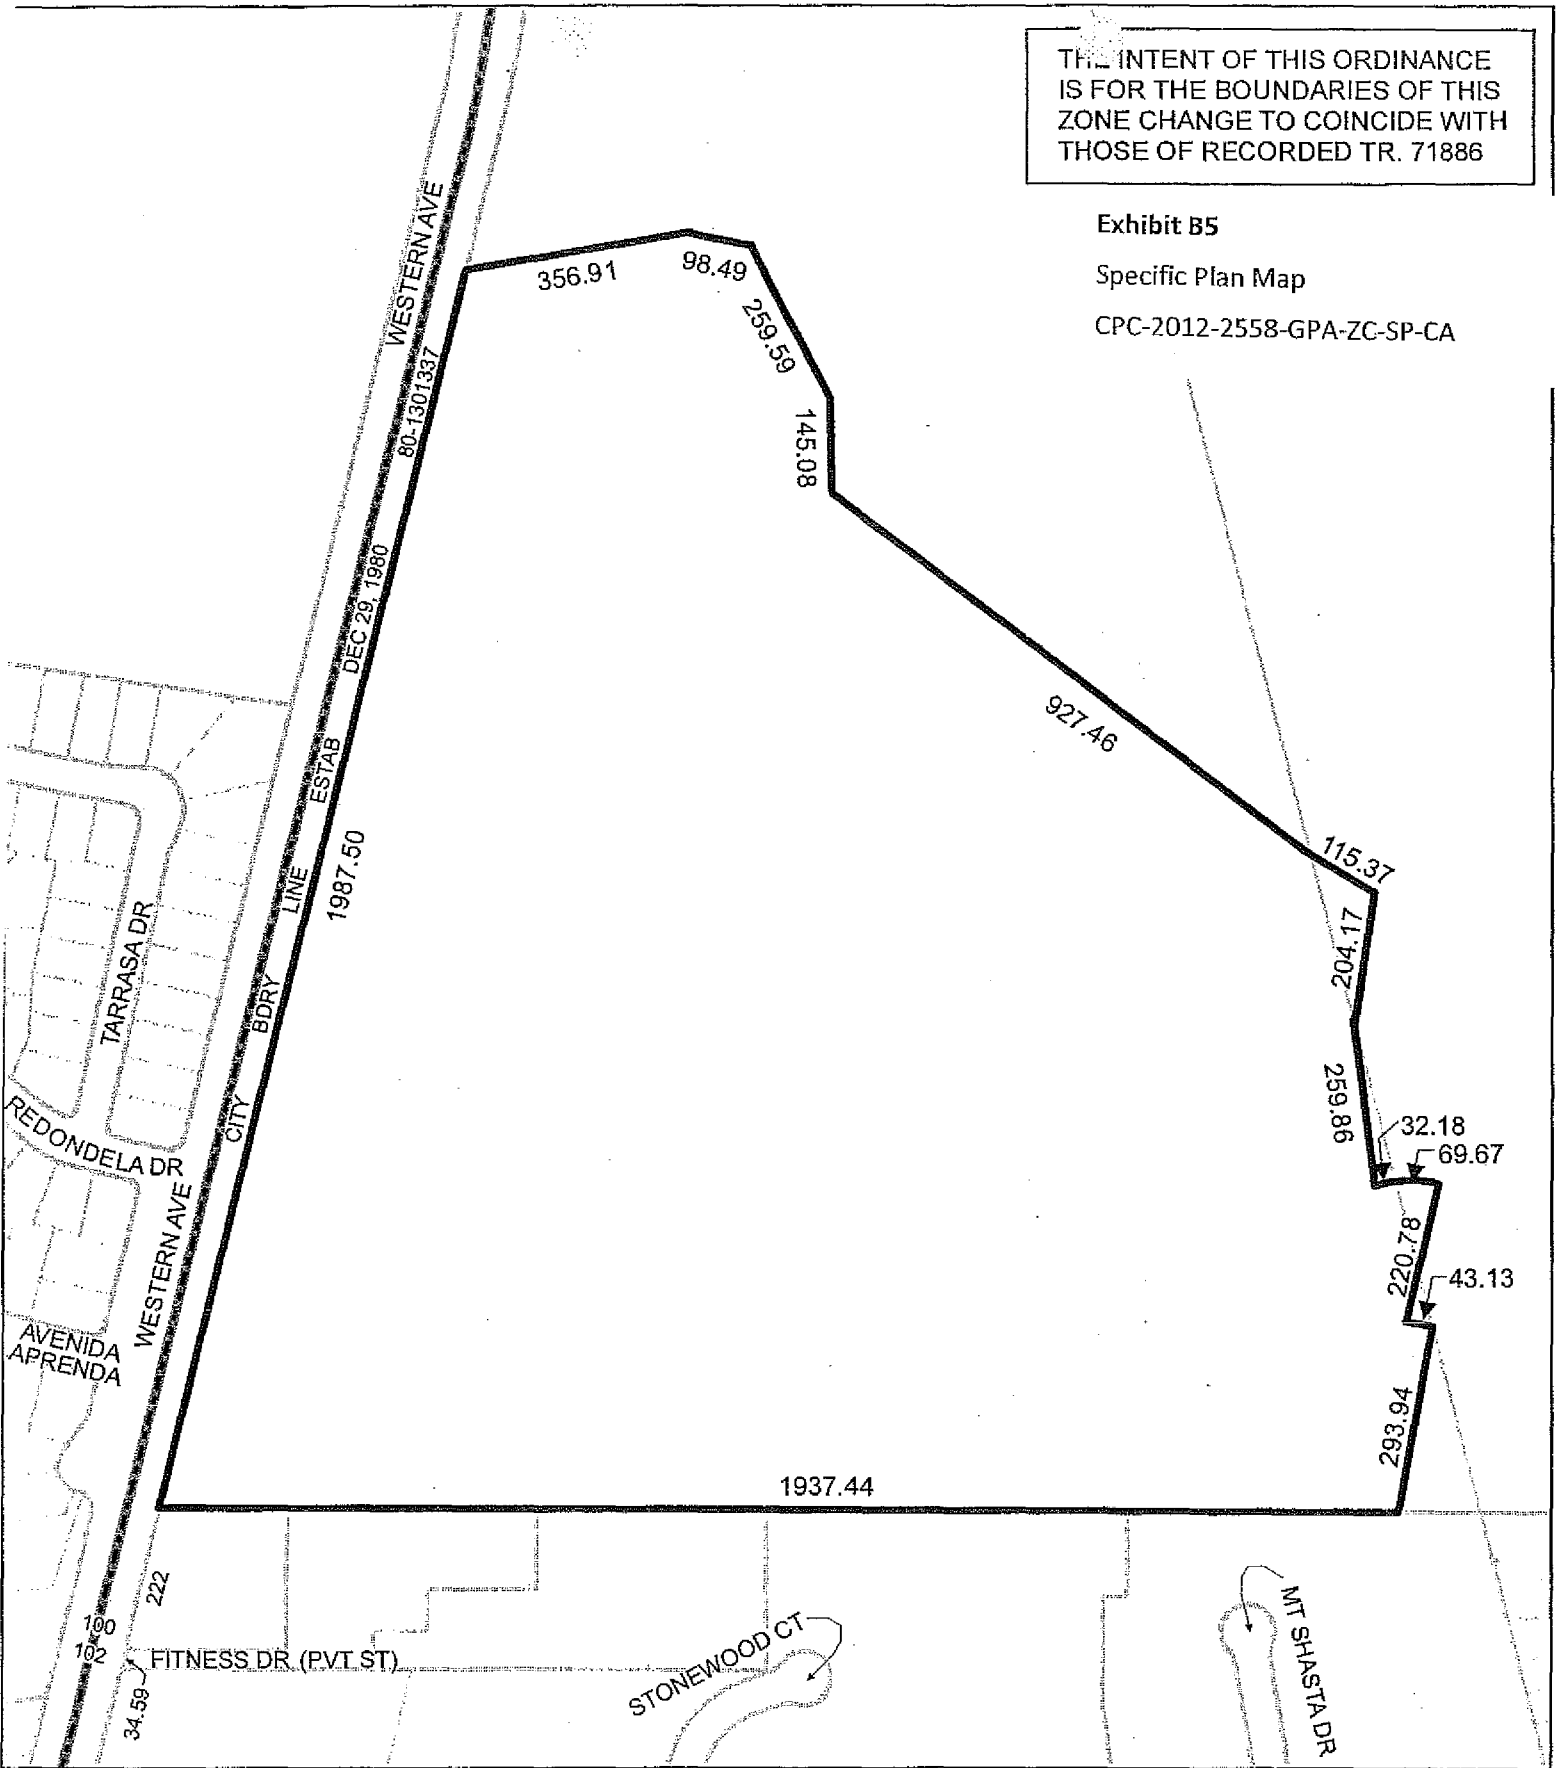 THE INTENT OF THIS ORDINANCE
IS FOR THE BOUNDARIES OF THIS
ZONE CHANGE TO COINCIDE WITH
THOSE OF RECORDED TR. 71886
Exhibit B5
Specific Plan Map
CPC-2012-2558-GPA-ZC-SP-CA
WESTERN AVE
356.91
98.49
259.59
145.08
80-1301337
DEC 29, 1980
ESTAB
LINE
BDRY
CITY
1987.50
927.46
115.37
204.17
259.86
32.18
69.67
220.78
43.13
293.94
1937.44
TARRASA DR
REDONDELA DR
WESTERN AVE
AVENIDA
APRENDA
222
100
102
34.59
FITNESS DR (PVT ST)
STONEWOOD CT
MT SHASTA DR